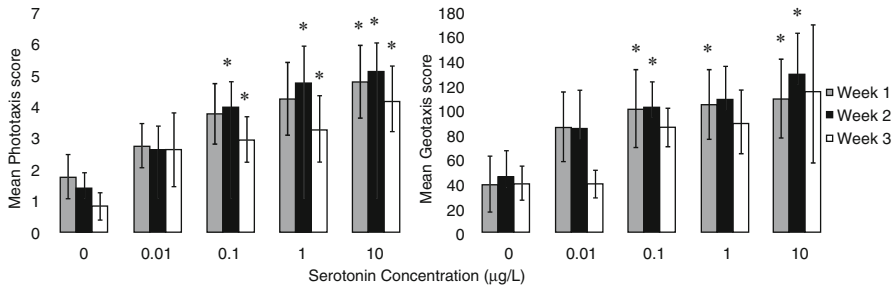 Mean Phototaxis score
7
6
5
4
3
2
1
0
* * * * * * * *
0 0.01 0.1 1 10
Mean Geotaxis score
180
160
140
120
100
80
60
40
20
0
* * * * *
0 0.01 0.1 1 10
Week 1
Week 2
Week 3
Serotonin Concentration (µg/L)